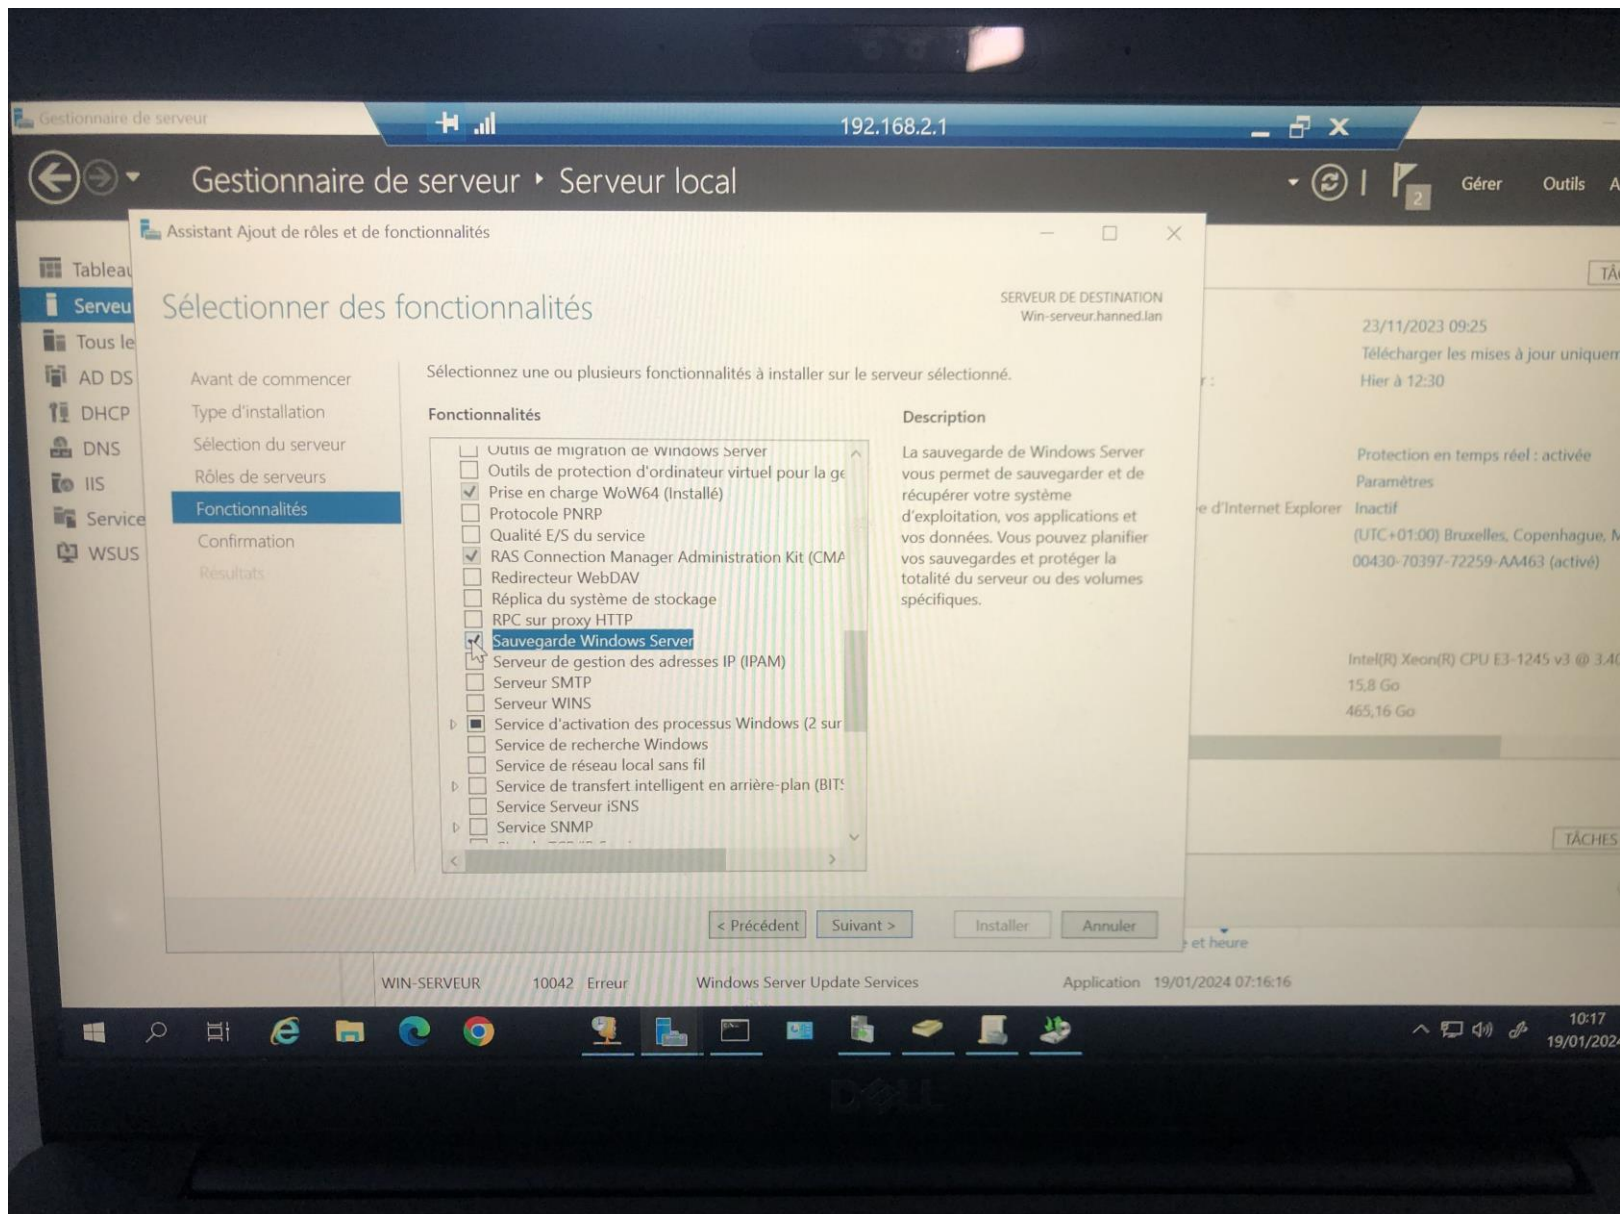 Gestionnaire de serveur
192.168.2.1
Gestionnaire de serveur ‣ Serveur local
2
Gérer
Outils
Assistant Ajout de rôles et de fonctionnalités
Sélectionner des fonctionnalités
SERVEUR DE DESTINATION
Win-serveur.hanned.lan
Tableau
Serveu
Tous le
AD DS
DHCP
DNS
IIS
Service
WSUS
Avant de commencer
Type d'installation
Sélection du serveur
Rôles de serveurs
Fonctionnalités
Confirmation
Résultats
Sélectionnez une ou plusieurs fonctionnalités à installer sur le serveur sélectionné.
Fonctionnalités
Outils de migration de Windows Server
Outils de protection d'ordinateur virtuel pour la ge
Prise en charge WoW64 (Installé)
Protocole PNRP
Qualité E/S du service
RAS Connection Manager Administration Kit (CMA
Redirecteur WebDAV
Réplica du système de stockage
RPC sur proxy HTTP
Sauvegarde Windows Server
Serveur de gestion des adresses IP (IPAM)
Serveur SMTP
Serveur WINS
Service d'activation des processus Windows (2 sur
Service de recherche Windows
Service de réseau local sans fil
Service de transfert intelligent en arrière-plan (BITS
Service Serveur iSNS
Service SNMP
Description
La sauvegarde de Windows Server
vous permet de sauvegarder et de
récupérer votre système
d'exploitation, vos applications et
vos données. Vous pouvez planifier
vos sauvegardes et protéger la
totalité du serveur ou des volumes
spécifiques.
< Précédent
Suivant >
Installer
Annuler
TÂ
23/11/2023 09:25
Télécharger les mises à jour uniquem
r :
Hier à 12:30
Protection en temps réel : activée
Paramètres
e d'Internet Explorer
Inactif
(UTC+01:00) Bruxelles, Copenhague, M
00430-70397-72259-AA463 (activé)
Intel(R) Xeon(R) CPU E3-1245 v3 @ 3.40
15,8 Go
465,16 Go
TÂCHES
et heure
WIN-SERVEUR 10042 Erreur Windows Server Update Services Application 19/01/2024 07:16:16
10:17
19/01/2024
DELL